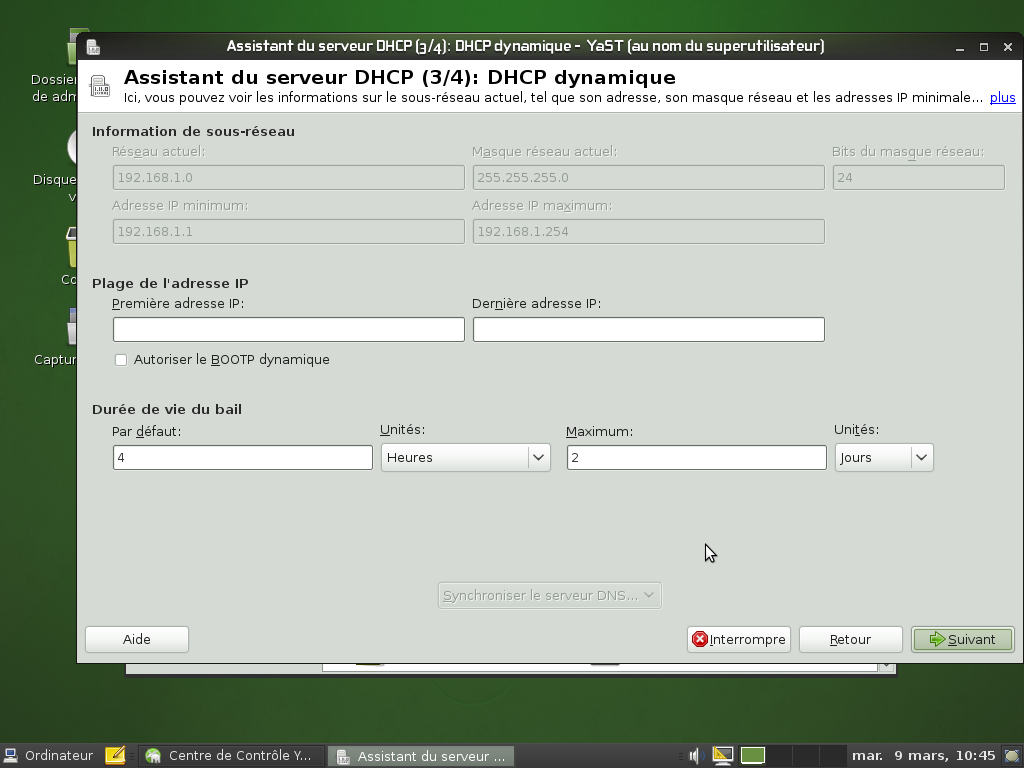 Assistant du serveur DHCP (3/4): DHCP dynamique - YaST (au nom du superutilisateur)
Assistant du serveur DHCP (3/4): DHCP dynamique
Ici, vous pouvez voir les informations sur le sous-réseau actuel, tel que son adresse, son masque réseau et les adresses IP minimale... plus
Information de sous-réseau
Réseau actuel: Masque réseau actuel: Bits du masque réseau:
192.168.1.0 255.255.255.0 24
Adresse IP minimum: Adresse IP maximum:
192.168.1.1 192.168.1.254
Plage de l'adresse IP
Première adresse IP: Dernière adresse IP:
Autoriser le BOOTP dynamique
Durée de vie du bail
Par défaut: Unités: Maximum: Unités:
4 Heures 2 Jours
Synchroniser le serveur DNS...
Aide Interrompre Retour Suivant
Dossier
de adm
Disque
v
Co
Captur
Ordinateur Centre de Contrôle Y... Assistant du serveur ... mar. 9 mars, 10:45